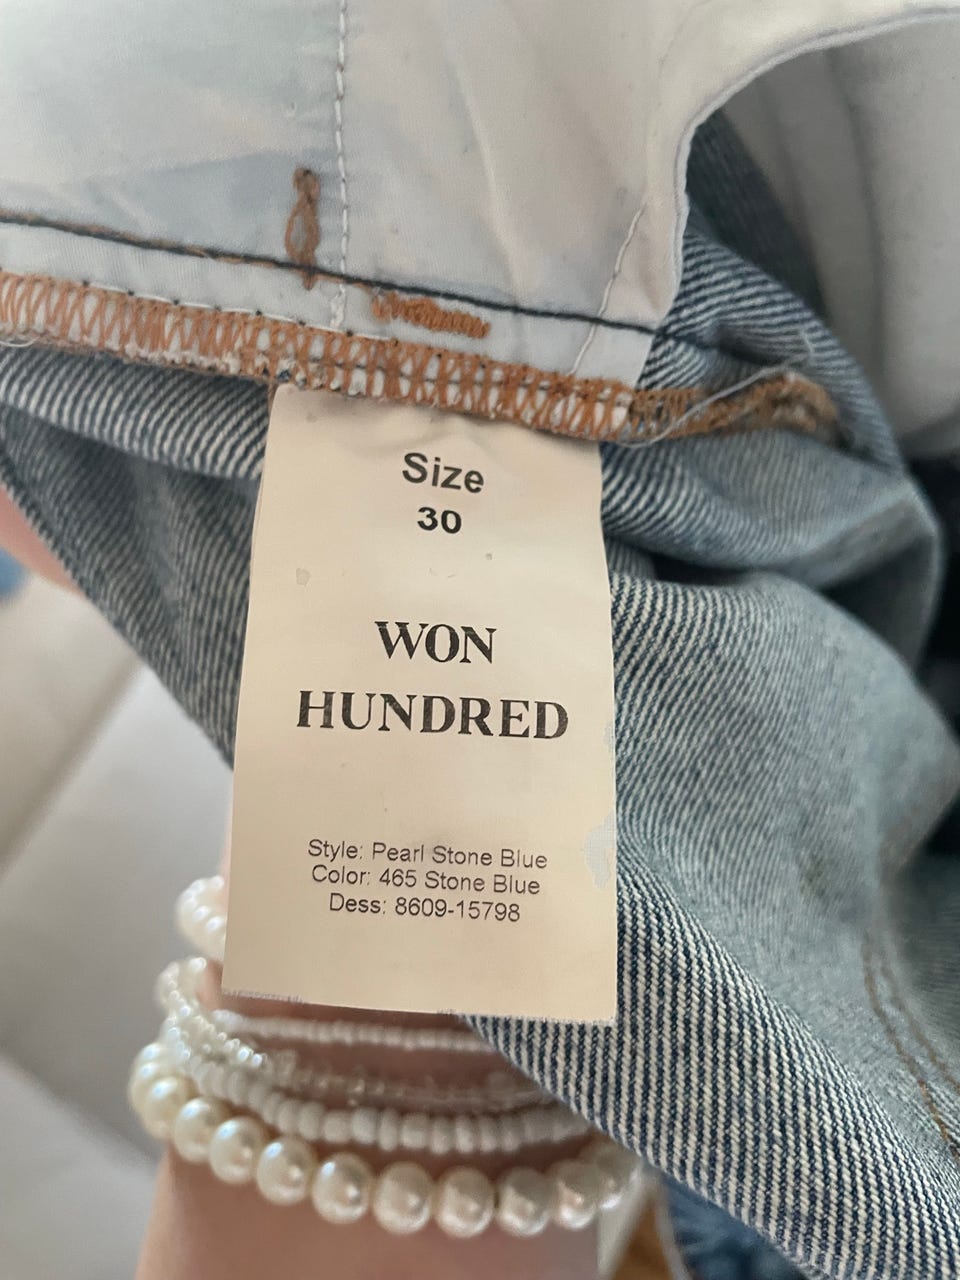 Size
30
WON
HUNDRED
Style: Pearl Stone Blue
Color: 465 Stone Blue
Dess: 8609-15798